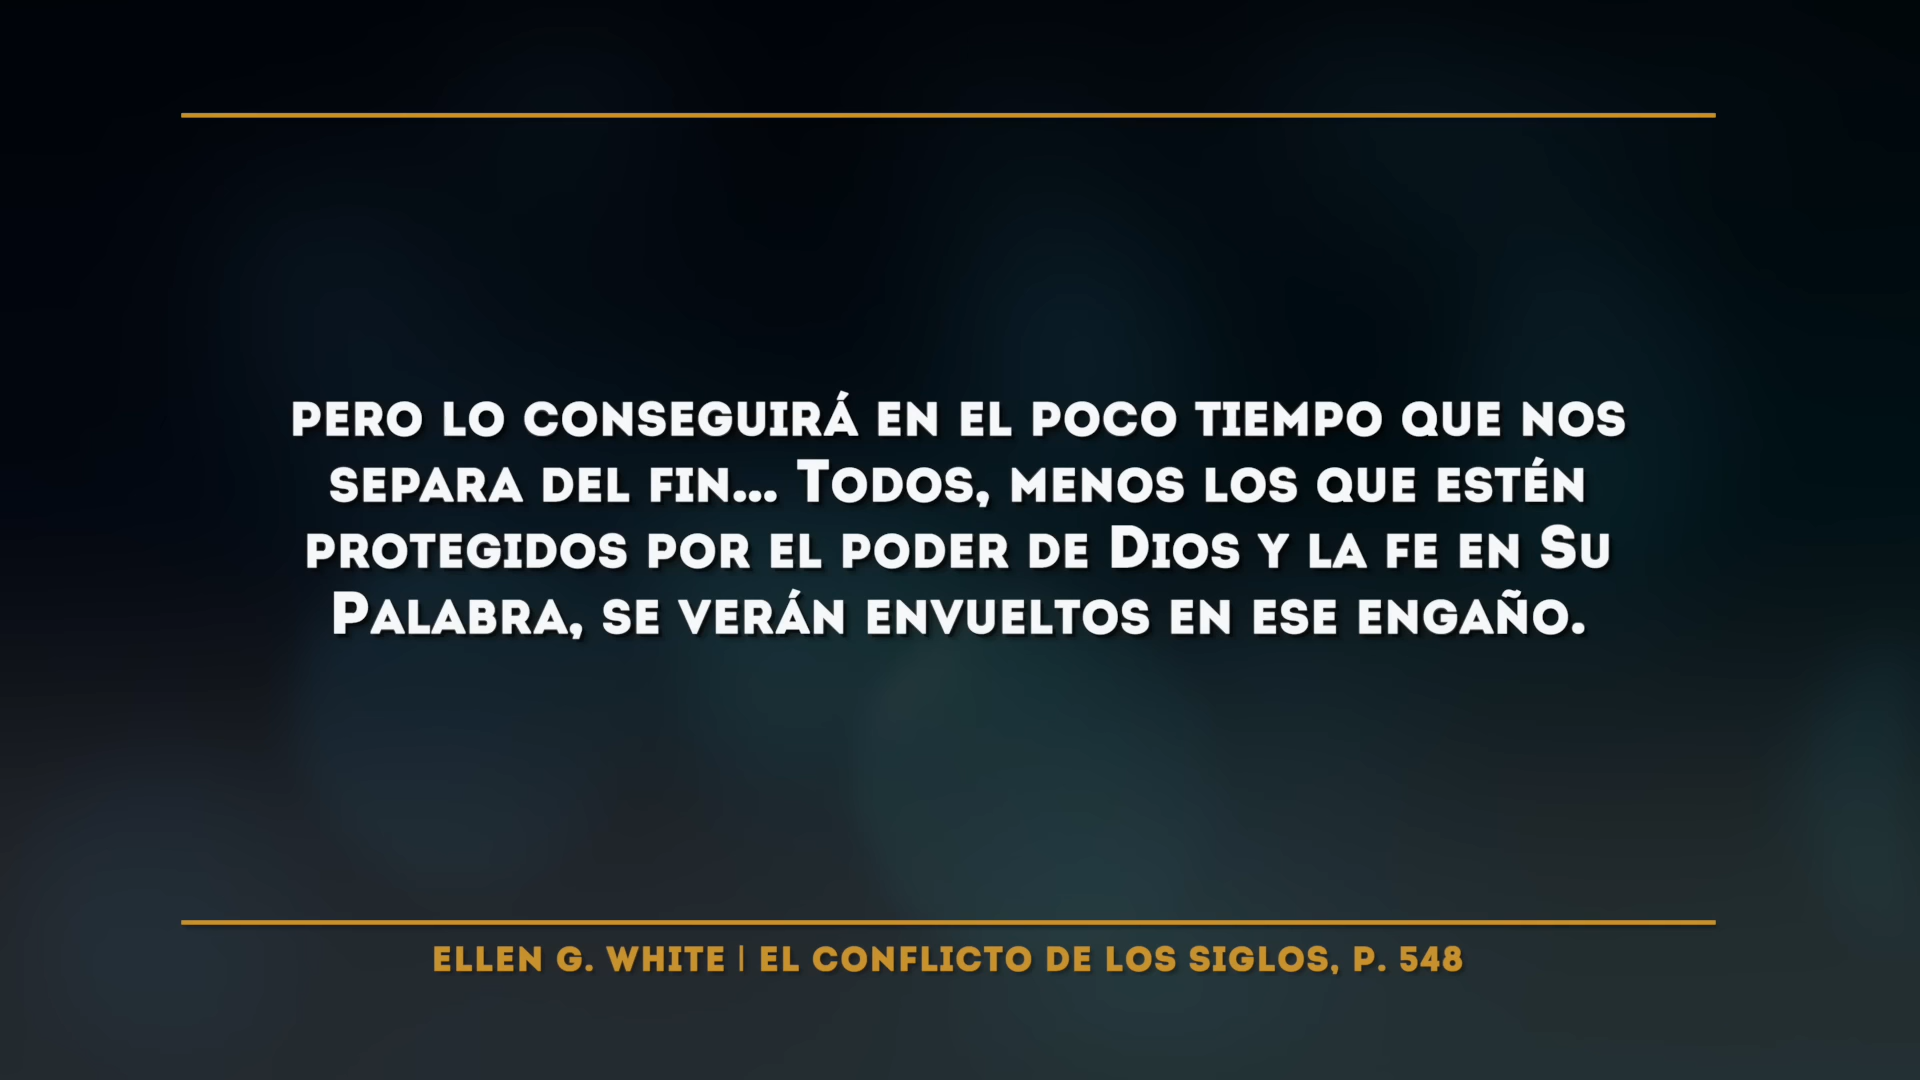 PERO LO CONSEGUIRÁ EN EL POCO TIEMPO QUE NOS
SEPARA DEL FIN... TODOS, MENOS LOS QUE ESTÉN
PROTEGIDOS POR EL PODER DE DIOS Y LA FE EN SU
PALABRA, SE VERÁN ENVUELTOS EN ESE ENGAÑO.
ELLEN G. WHITE | EL CONFLICTO DE LOS SIGLOS, P. 548